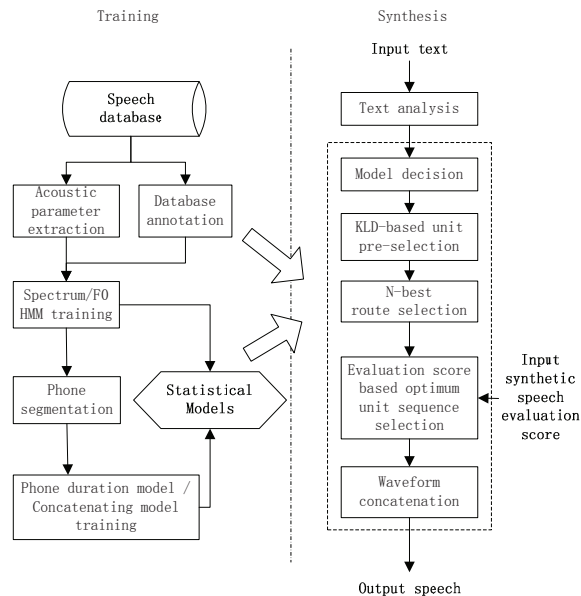 Training
Synthesis
Speech
database
Acoustic
parameter
extraction
Database
annotation
Spectrum/F0
HMM training
Phone
segmentation
Statistical
Models
Phone duration model /
Concatenating model
training
Input text
Text analysis
Model decision
KLD-based unit
pre-selection
N-best
route selection
Evaluation score
based optimum
unit sequence
selection
Input
synthetic
speech
evaluation
score
Waveform
concatenation
Output speech